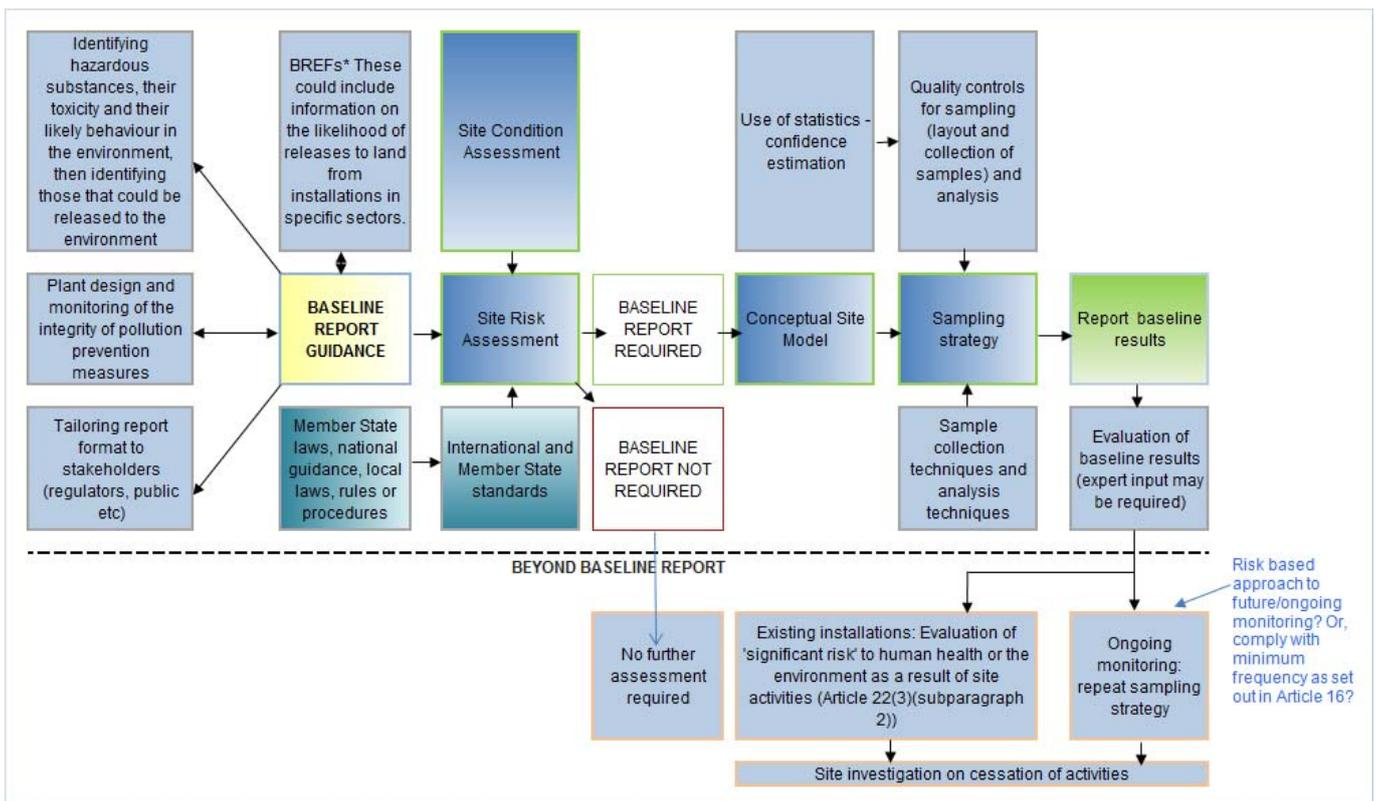 Identifying
hazardous
substances, their
toxicity and their
likely behaviour in
the environment,
then identifying
those that could be
released to the
environment
BREFs* These
could include
information on
the likelihood of
releases to land
from
installations in
specific sectors.
Site Condition
Assessment
Use of statistics -
confidence
estimation
Quality controls
for sampling
(layout and
collection of
samples) and
analysis
Plant design and
monitoring of the
integrity of pollution
prevention
measures
BASELINE
REPORT
GUIDANCE
Site Risk
Assessment
BASELINE
REPORT
REQUIRED
Conceptual Site
Model
Sampling
strategy
Report baseline
results
Tailoring report
format to
stakeholders
(regulators, public
etc)
Member State
laws, national
guidance, local
laws, rules or
procedures
International and
Member State
standards
BASELINE
REPORT NOT
REQUIRED
Sample
collection
techniques and
analysis
techniques
Evaluation of
baseline results
(expert input may
be required)
BEYOND BASELINE REPORT
No further
assessment
required
Existing installations: Evaluation of
'significant risk' to human health or the
environment as a result of site
activities (Article 22(3)(subparagraph
2))
Ongoing
monitoring:
repeat sampling
strategy
Risk based
approach to
future/ongoing
monitoring? Or,
comply with
minimum
frequency as set
out in Article 16?
Site investigation on cessation of activities